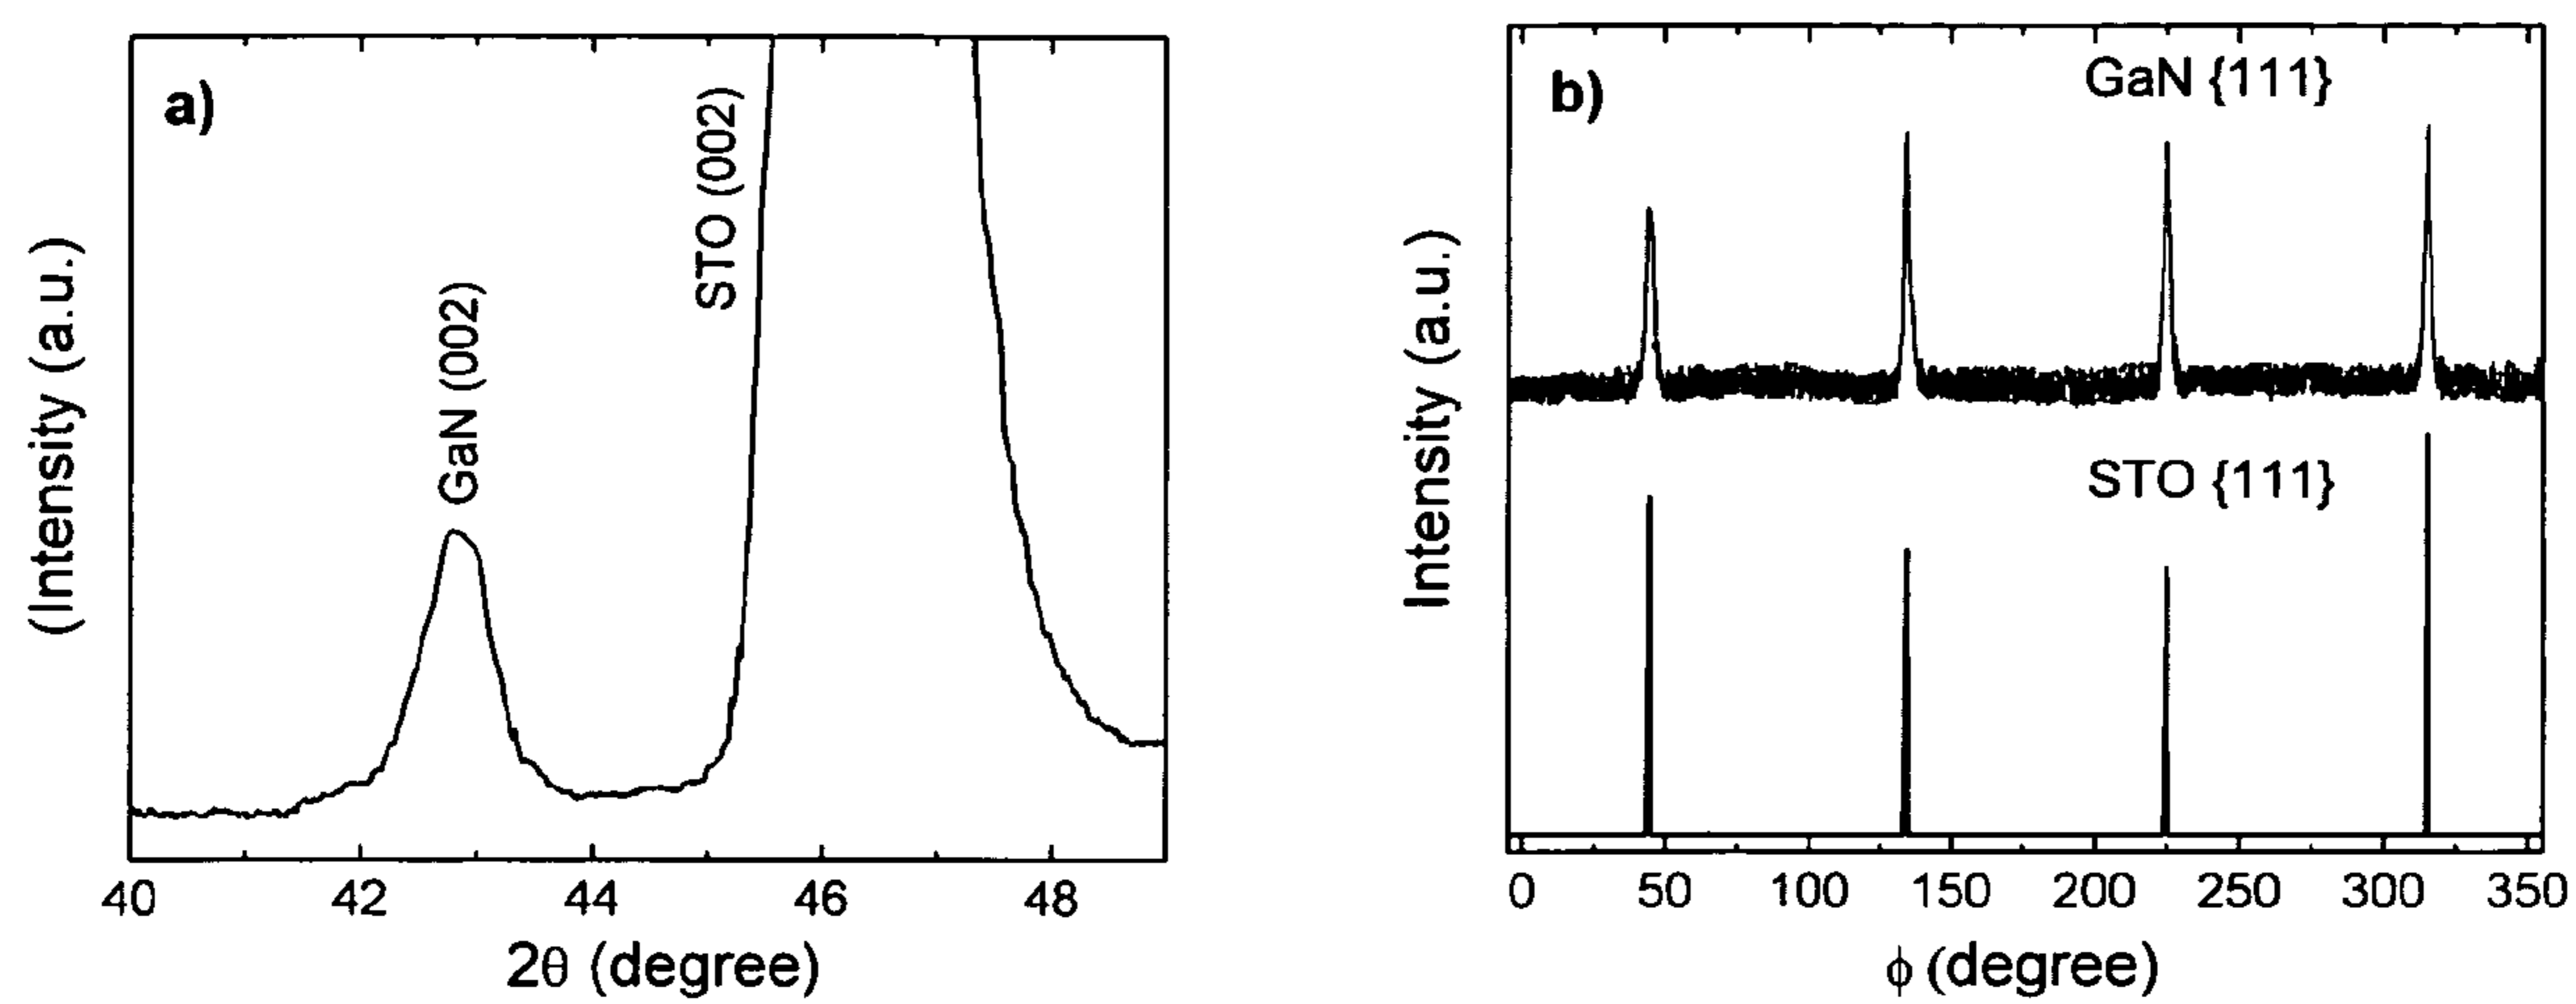 a)
(Intensity (a.u.)
GaN (002)
STO (002)
40 42 44 46 48
2θ (degree)
b)
Intensity (a.u.)
GaN {111}
STO {111}
0 50 100 150 200 250 300 350
ϕ (degree)